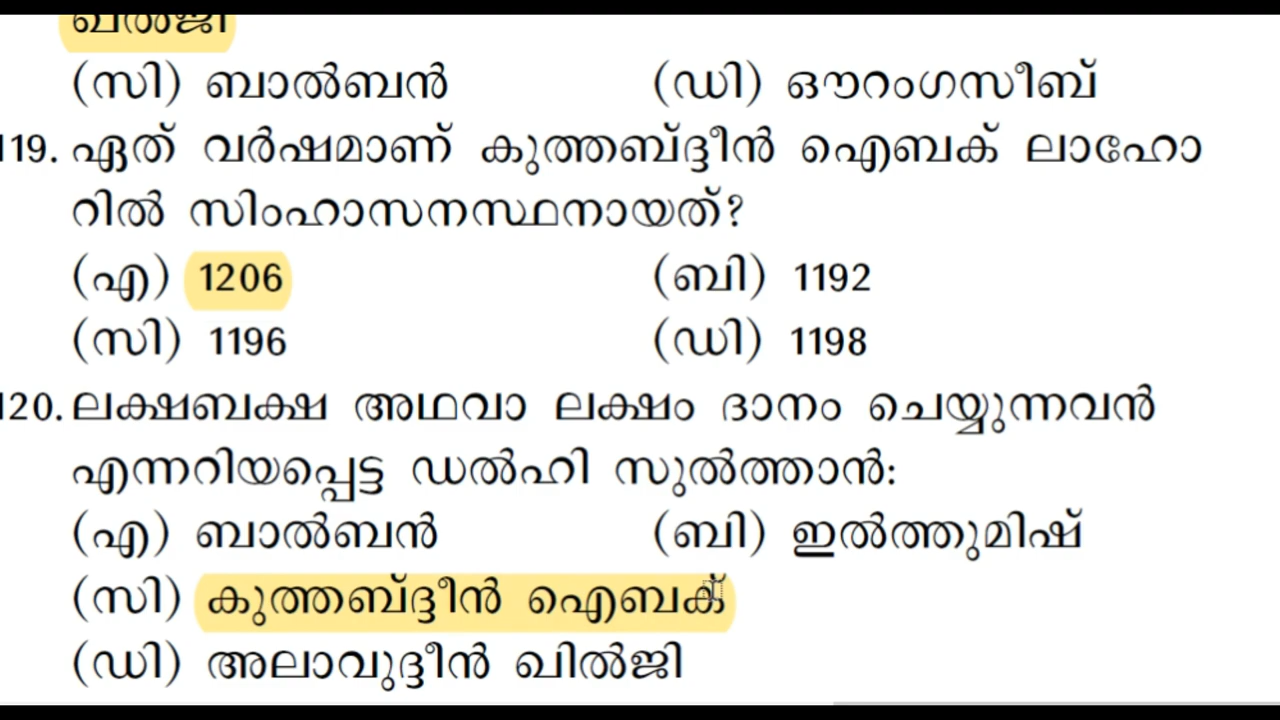 ഖിൽജി
(സി) ബാൽബൻ (ഡി) ഔറംഗസീബ്
119. ഏത് വർഷമാണ് കുത്തബ്ദ്ദീൻ ഐബക് ലാഹോ
റിൽ സിംഹാസനസ്ഥനായത്?
(എ) 1206 (ബി) 1192
(സി) 1196 (ഡി) 1198
120. ലക്ഷബക്ഷ അഥവാ ലക്ഷം ദാനം ചെയ്യുന്നവൻ
എന്നറിയപ്പെട്ട ഡൽഹി സുൽത്താൻ:
(എ) ബാൽബൻ (ബി) ഇൽത്തുമിഷ്
(സി) കുത്തബ്ദ്ദീൻ ഐബക്
(ഡി) അലാവുദ്ദീൻ ഖിൽജി